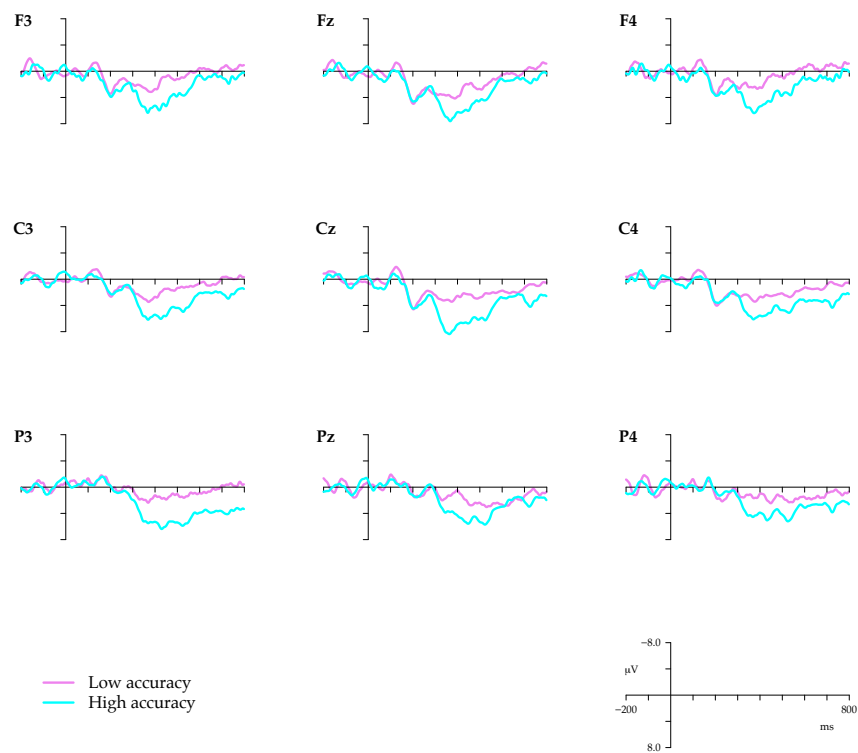 F3
Fz
F4
C3
Cz
C4
P3
Pz
P4
Low accuracy
High accuracy
−8.0
μV
−200
800
ms
8.0